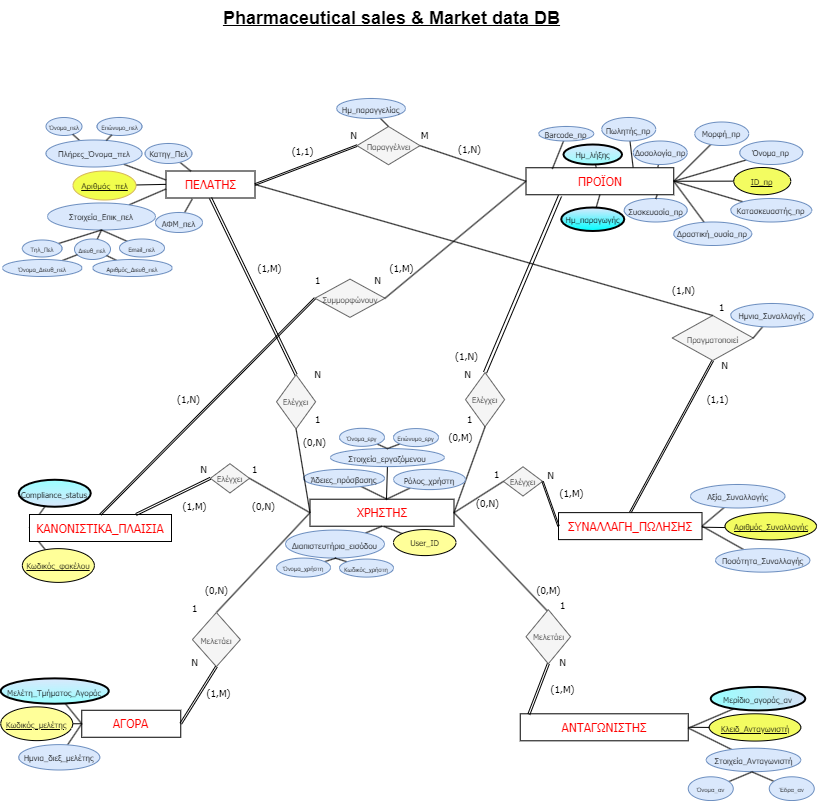 Pharmaceutical sales & Market data DB
Ημ_παραγγελίας
Όνομα_πελ
Επώνυμο_πελ
Πλήρες_Όνομα_πελ
Κατηγ_Πελ
Αριθμός_πελ
ΠΕΛΑΤΗΣ
Στοιχεία_Επικ_πελ
ΑΦΜ_πελ
Τηλ_Πελ
Διευθ_πελ
Email_πελ
Όνομα_Διευθ_πελ
Αριθμός_Διευθ_πελ
(1,1)
N
Παραγγέλνει
M
(1,N)
Barcode_πρ
Πωλητής_πρ
Μορφή_πρ
Ημ_λήξης
Δοσολογία_πρ
Όνομα_πρ
ΠΡΟΪΟΝ
ID_πρ
Ημ_παραγωγής
Συσκευασία_πρ
Κατασκευαστής_πρ
Δραστική_ουσία_πρ
(1,M)
1
N
(1,M)
Συμμορφώνουν
(1,N)
1
Ημνια_Συναλλαγής
Πραγματοποιεί
N
(1,1)
(1,N)
N
N
Ελέγχει
Ελέγχει
1
1
(0,N)
(0,M)
(1,N)
Όνομα_εργ
Επώνυμο_εργ
Στοιχεία_εργαζόμενου
Άδειες_πρόσβασης
Ρόλος_χρήστη
ΧΡΗΣΤΗΣ
Διαπιστευτήρια_εισόδου
User_ID
Όνομα_χρήστη
Κωδικός_χρήστη
N
Ελέγχει
1
(1,M)
(0,N)
1
Ελέγχει
N
(0,N)
(1,M)
Compliance_status
ΚΑΝΟΝΙΣΤΙΚΑ_ΠΛΑΙΣΙΑ
Κωδικός_φακέλου
Αξία_Συναλλαγής
ΣΥΝΑΛΛΑΓΗ_ΠΩΛΗΣΗΣ
Αριθμός_Συναλλαγής
Ποσότητα_Συναλλαγής
(0,N)
1
Μελετάει
N
(1,M)
(0,M)
1
Μελετάει
N
(1,M)
Μελέτη_Τμήματος_Αγοράς
Κωδικός_μελέτης
ΑΓΟΡΑ
Ημνια_διεξ_μελέτης
Μερίδιο_αγοράς_αν
ΑΝΤΑΓΩΝΙΣΤΗΣ
Κλειδ_Ανταγωνιστή
Στοιχεία_Ανταγωνιστή
Όνομα_αν
Έδρα_αν